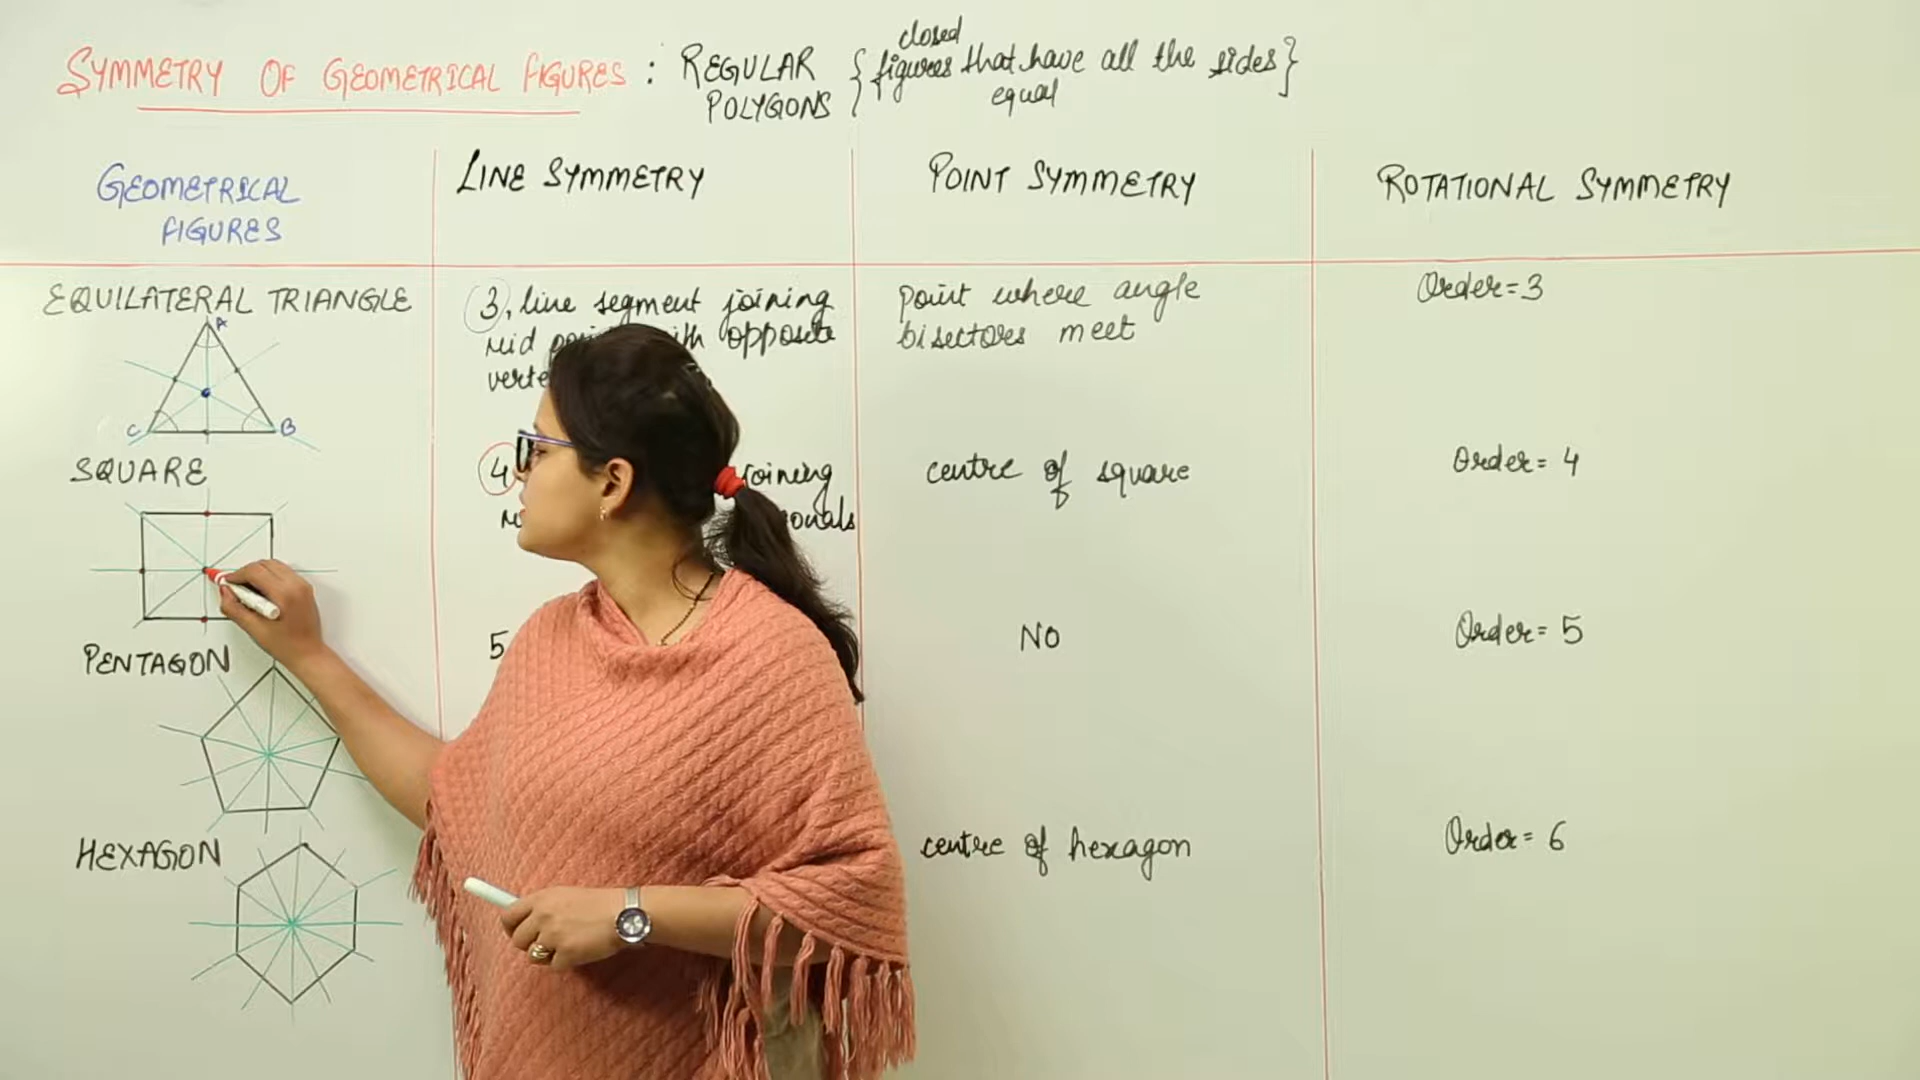 SYMMETRY OF GEOMETRICAL FIGURES : REGULAR POLYGONS { closed figures that have all the sides equal }
GEOMETRICAL FIGURES
LINE SYMMETRY
POINT SYMMETRY
ROTATIONAL SYMMETRY
EQUILATERAL TRIANGLE
A
C
B
3, line segment joining
mid with opposite
point where angle
bisectors meet
Order=3
SQUARE
4
joining
centre of square
Order= 4
PENTAGON
5
NO
Order= 5
HEXAGON
centre of hexagon
Order= 6